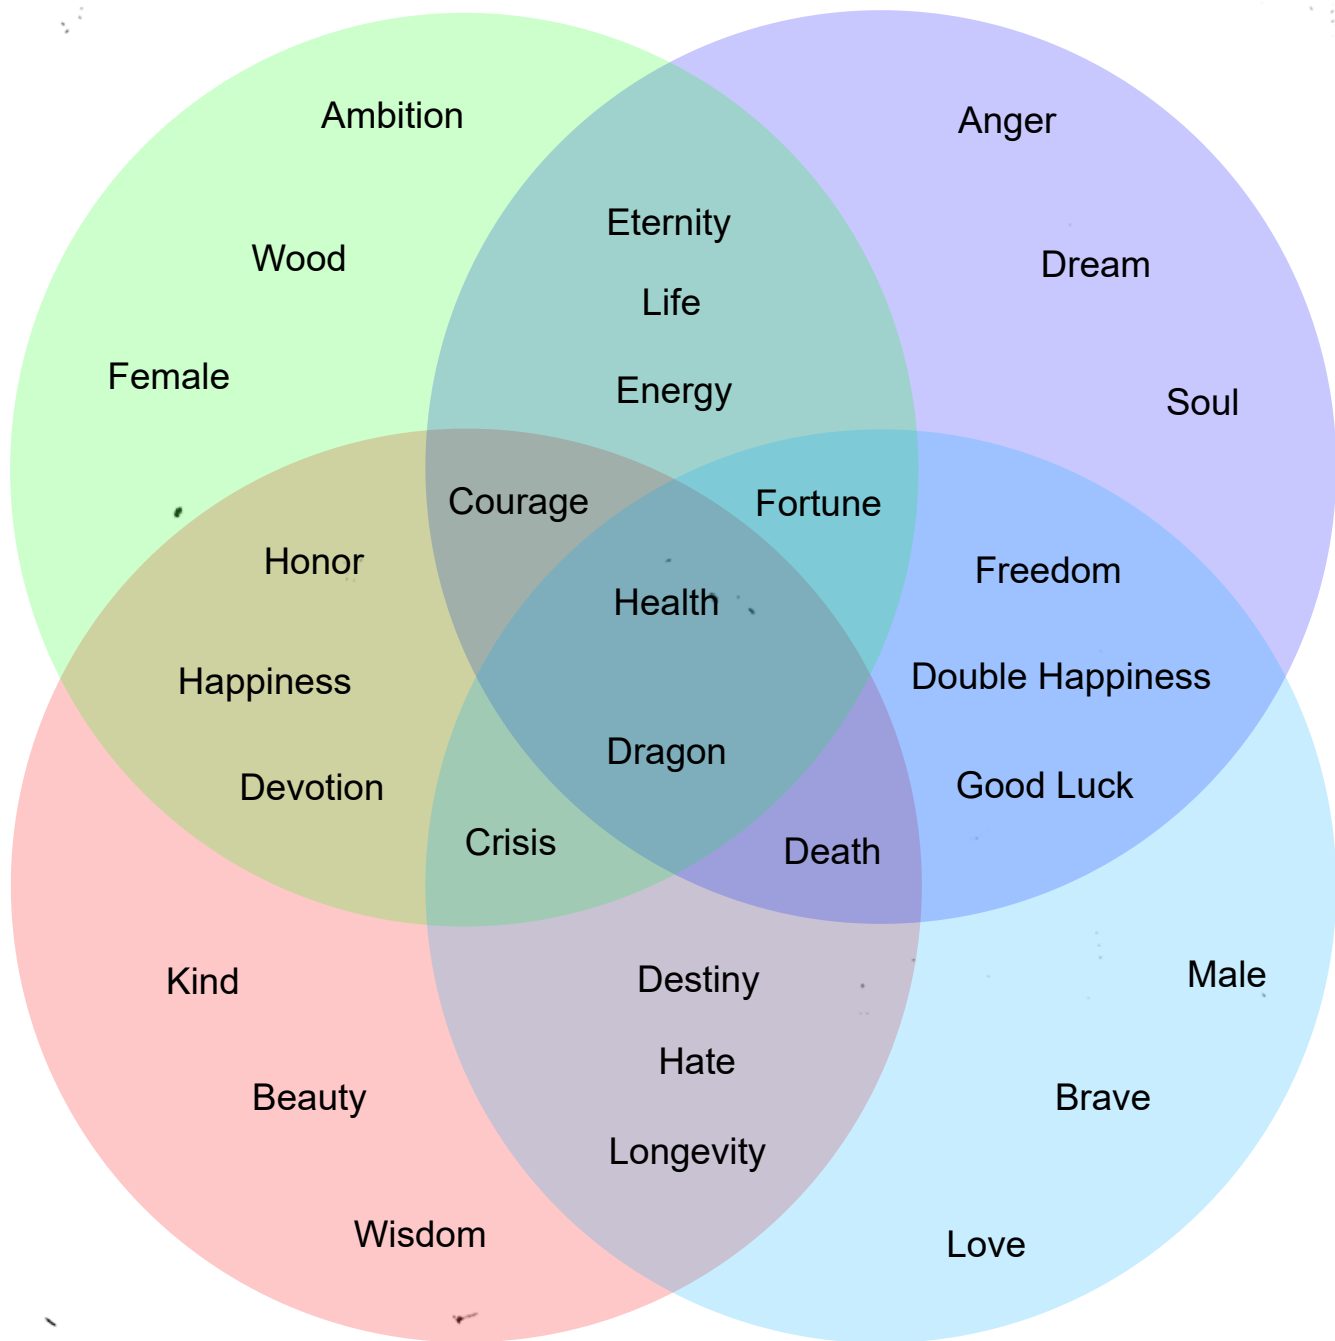 Ambition
Anger
Eternity
Wood
Dream
Life
Female
Energy
Soul
Courage
Fortune
Honor
Freedom
Health
Happiness
Double Happiness
Dragon
Devotion
Good Luck
Crisis
Death
Kind
Destiny
Male
Hate
Beauty
Brave
Longevity
Wisdom
Love